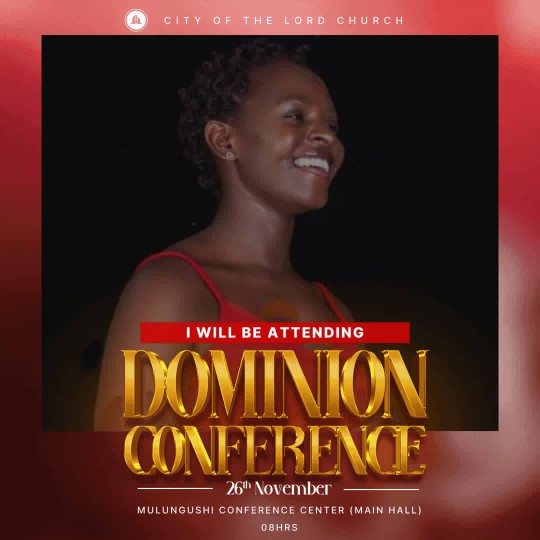 CITY OF THE LORD CHURCH
I WILL BE ATTENDING
DOMINION
CONFERENCE
26th November
MULUNGUSHI CONFERENCE CENTER (MAIN HALL)
08HRS